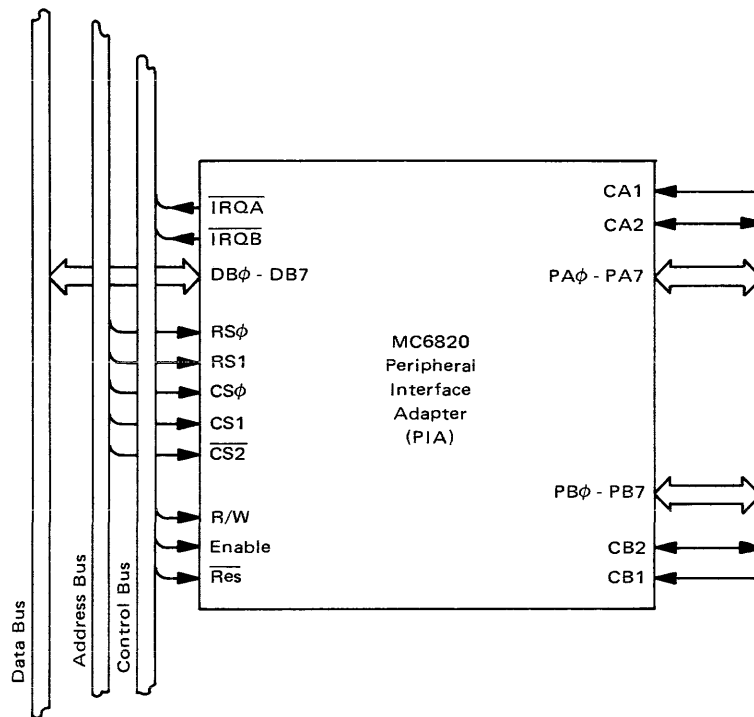 IRQA
IRQB
DBϕ - DB7
RSϕ
RS1
CSϕ
CS1
CS2
R/W
Enable
Res
MC6820
Peripheral
Interface
Adapter
(PIA)
CA1
CA2
PAϕ - PA7
PBϕ - PB7
CB2
CB1
Data Bus
Address Bus
Control Bus